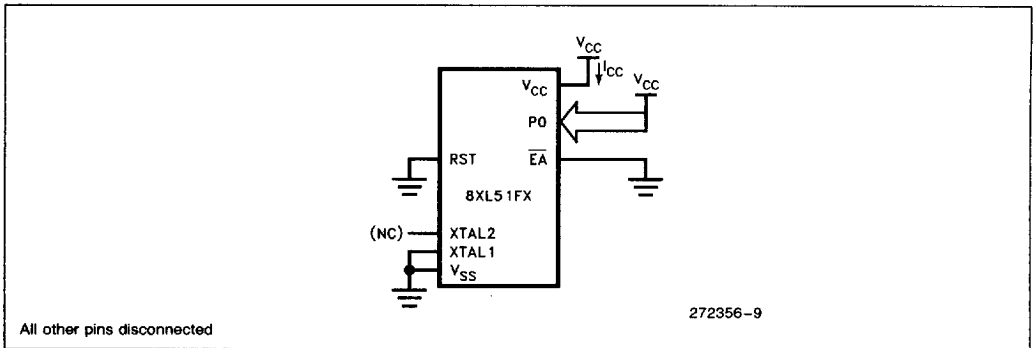 VCC
ICC
VCC
VCC
P0
RST
EA
8XL51FX
(NC)
XTAL2
XTAL1
VSS
272356-9
All other pins disconnected